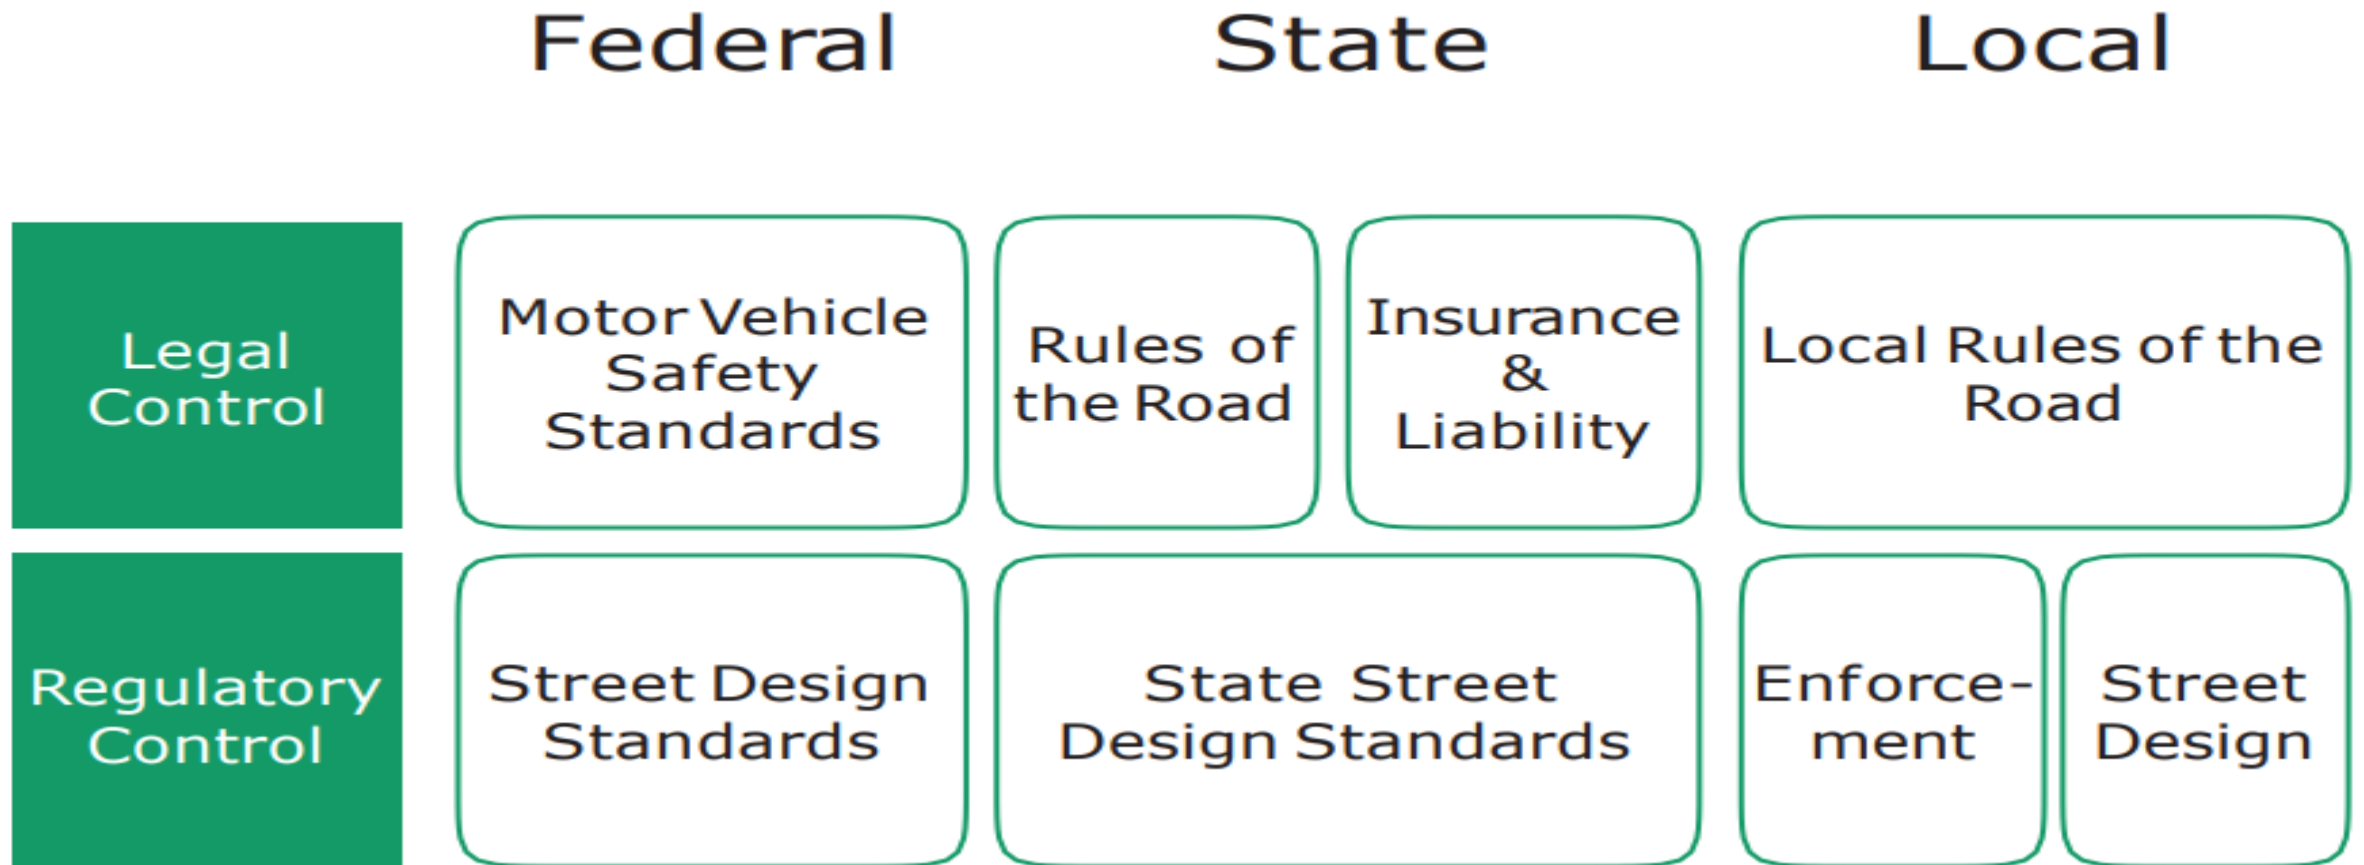 Federal
State
Local
Legal
Control
Motor Vehicle
Safety
Standards
Rules of
the Road
Insurance
&
Liability
Local Rules of the
Road
Regulatory
Control
Street Design
Standards
State Street
Design Standards
Enforce-
ment
Street
Design